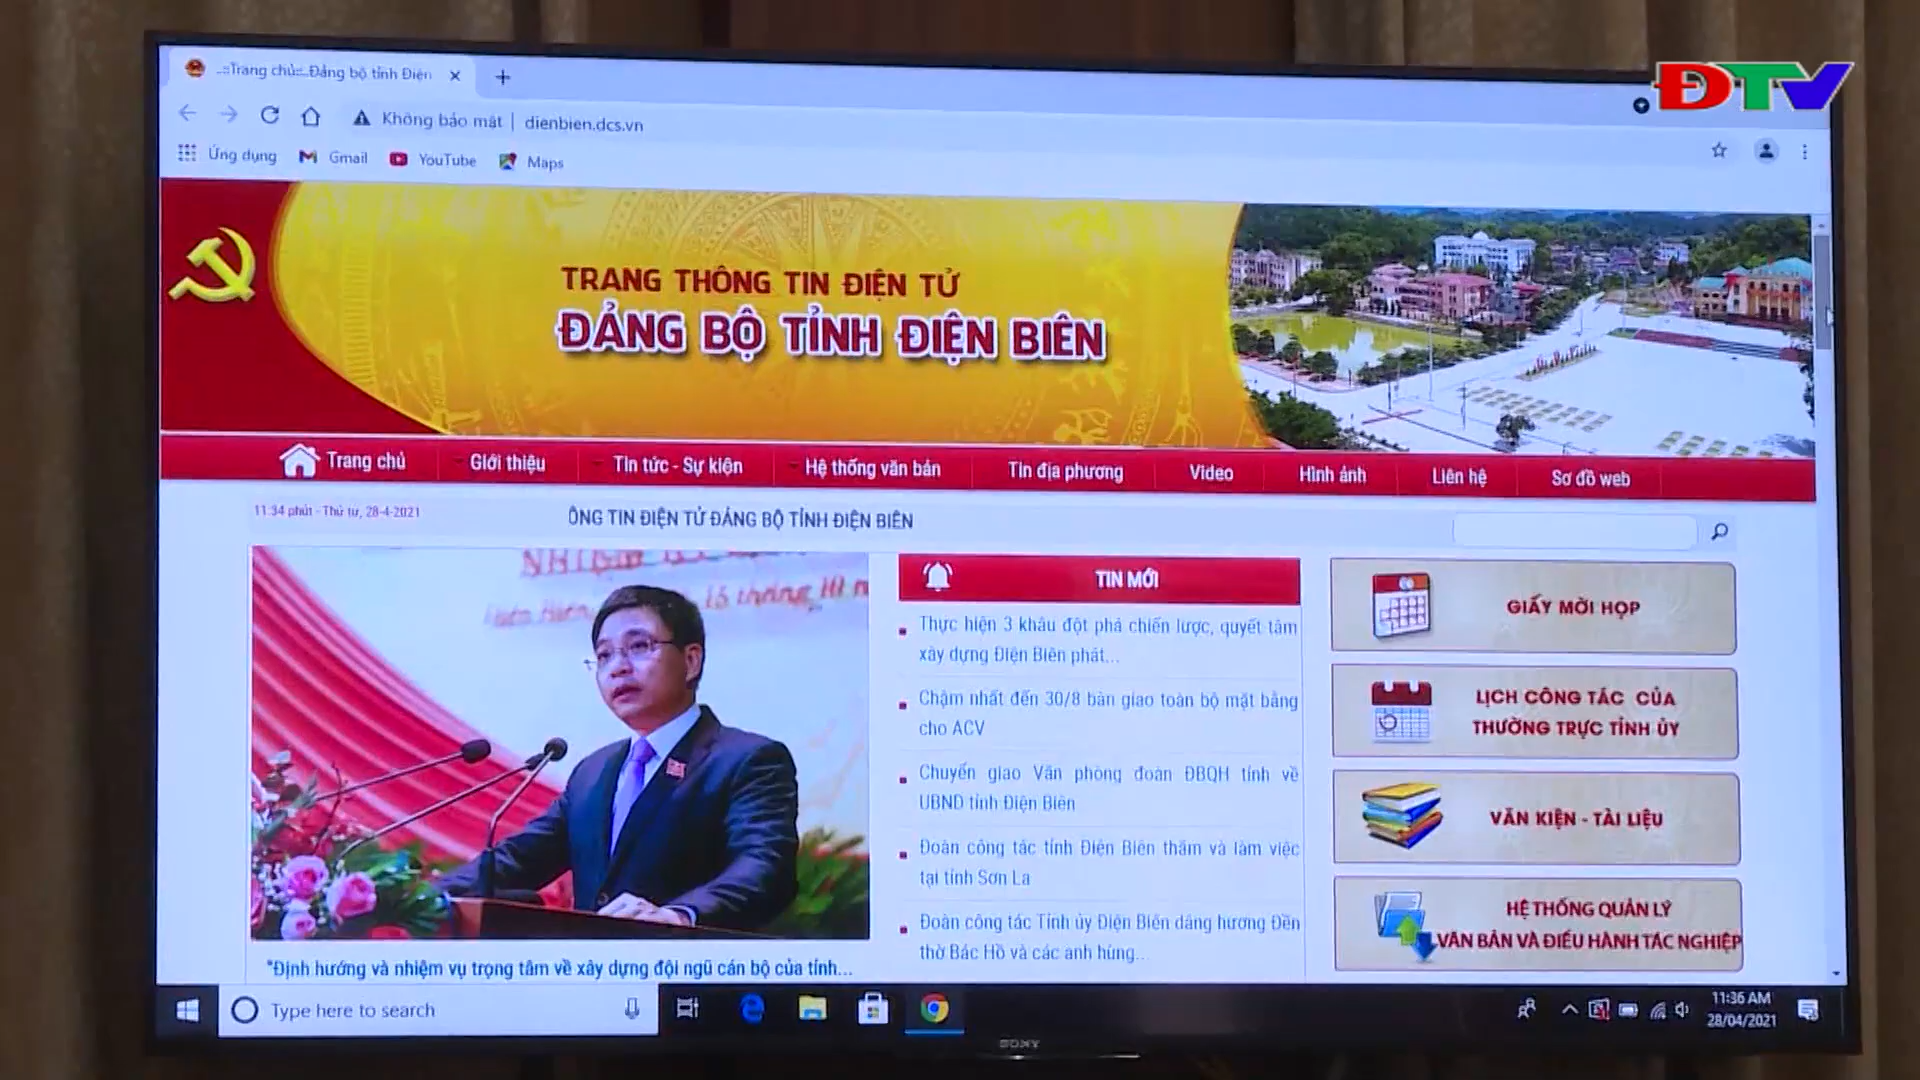 ĐTV
..::Trang chủ::..Đảng bộ tỉnh Điện
Không bảo mật | dienbien.dcs.vn
Ứng dụng Gmail YouTube Maps
TRANG THÔNG TIN ĐIỆN TỬ
ĐẢNG BỘ TỈNH ĐIỆN BIÊN
Trang chủ Giới thiệu Tin tức - Sự kiện Hệ thống văn bản Tin địa phương Video Hình ảnh Liên hệ Sơ đồ web
11:34 phút - Thứ tư, 28-4-2021
ÔNG TIN ĐIỆN TỬ ĐẢNG BỘ TỈNH ĐIỆN BIÊN
15 tháng 10 n
"Định hướng và nhiệm vụ trọng tâm về xây dựng đội ngũ cán bộ của tỉnh...
TIN MỚI
Thực hiện 3 khâu đột phá chiến lược, quyết tâm
xây dựng Điện Biên phát...
Chậm nhất đến 30/8 bàn giao toàn bộ mặt bằng
cho ACV
Chuyển giao Văn phòng đoàn ĐBQH tỉnh về
UBND tỉnh Điện Biên
Đoàn công tác tỉnh Điện Biên thăm và làm việc
tại tỉnh Sơn La
Đoàn công tác Tỉnh ủy Điện Biên dâng hương Đền
thờ Bác Hồ và các anh hùng...
GIẤY MỜI HỌP
LỊCH CÔNG TÁC CỦA
THƯỜNG TRỰC TỈNH ỦY
VĂN KIỆN - TÀI LIỆU
HỆ THỐNG QUẢN LÝ
VĂN BẢN VÀ ĐIỀU HÀNH TÁC NGHIỆP
Type here to search
11:36 AM
28/04/2021
SONY